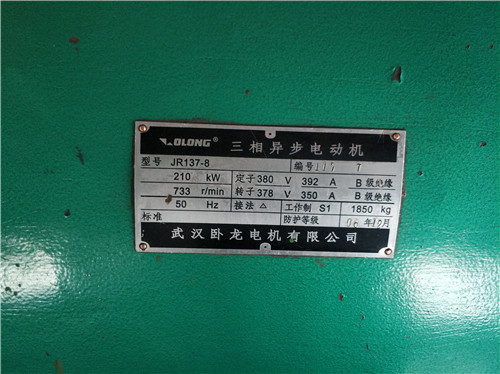 WOLONG® 三相异步电动机
型号 JR137-8 编号
210 kW 定子 380 V 392 A B 级绝缘
733 r/min 转子 378 V 350 A B 级绝缘
50 Hz 接法 △ 工作制 S1 1850 kg
标准 防护等级 06 年 10 月
武汉卧龙电机有限公司